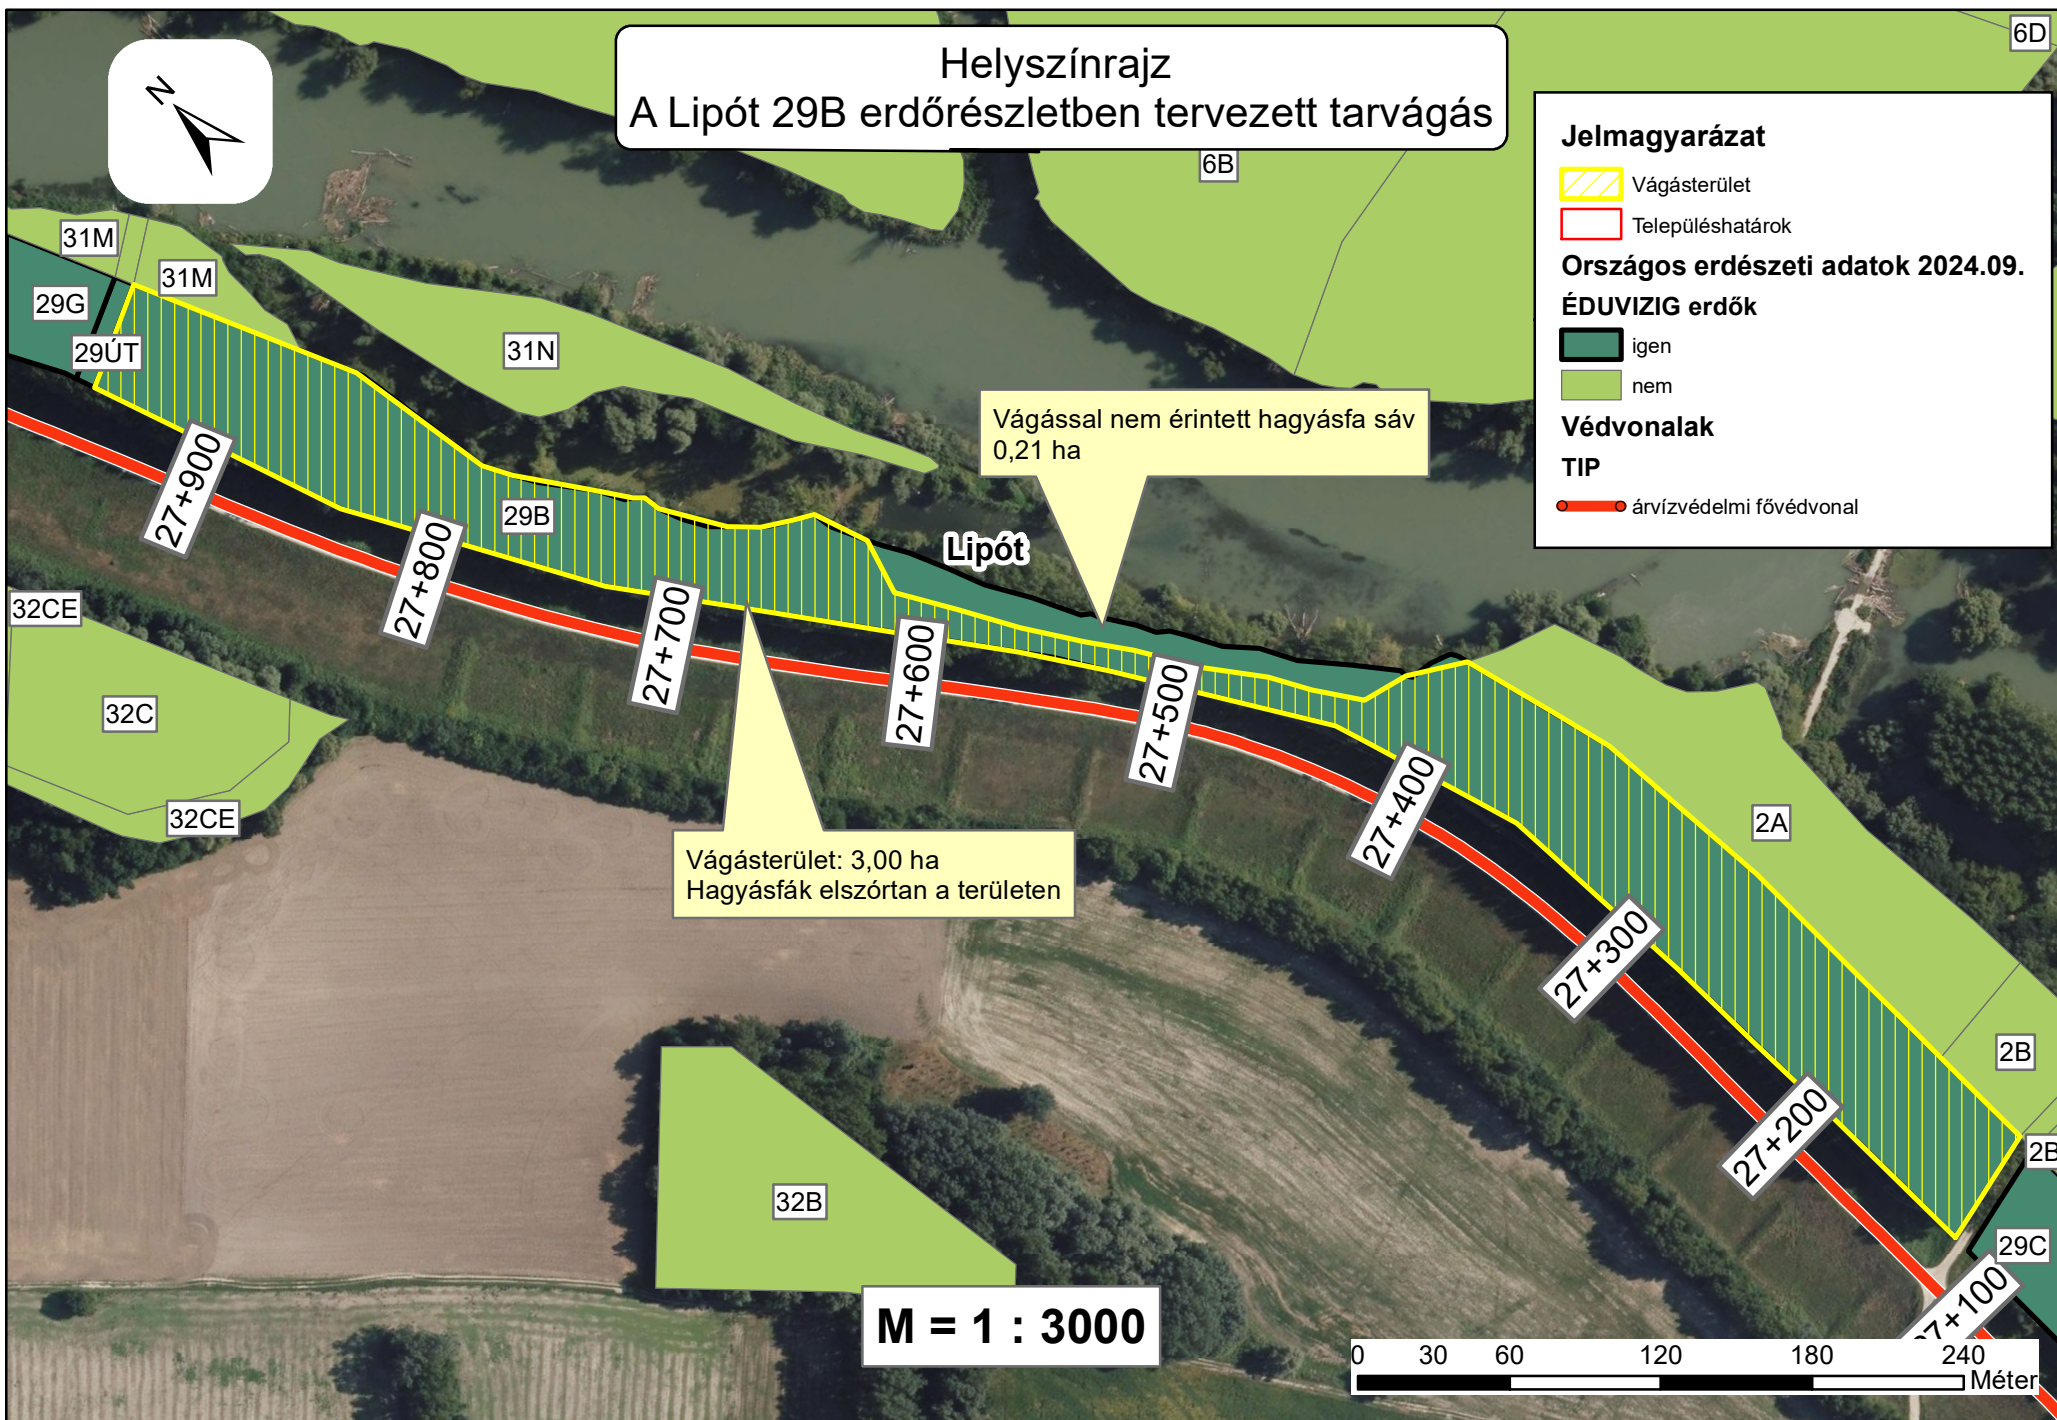 Helyszínrajz
A Lipót 29B erdőrészletben tervezett tarvágás
N
6D
6B
Jelmagyarázat
Vágásterület
Településhatárok
Országos erdészeti adatok 2024.09.
ÉDUVIZIG erdők
igen
nem
Védvonalak
TIP
árvízvédelmi fővédvonal
31M
31M
29G
29ÚT
31N
Vágással nem érintett hagyásfa sáv
0,21 ha
29B
Lipót
27+900
27+800
27+700
27+600
27+500
27+400
27+300
27+200
27+100
32CE
32C
32CE
2A
Vágásterület: 3,00 ha
Hagyásfák elszórtan a területen
2B
2B
29C
32B
M = 1 : 3000
0 30 60 120 180 240
Méter